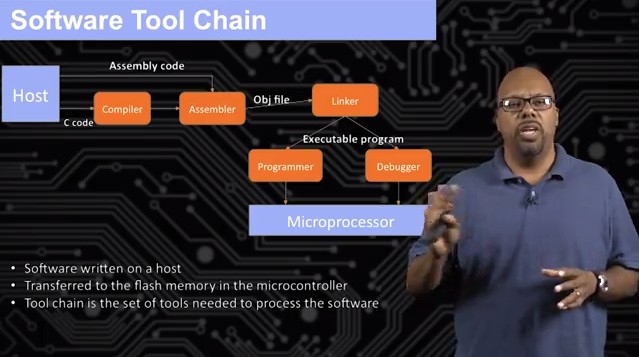 Software Tool Chain
Assembly code
Host
Compiler
Assembler
Obj file
Linker
C code
Executable program
Programmer
Debugger
Microprocessor
• Software written on a host
• Transferred to the flash memory in the microcontroller
• Tool chain is the set of tools needed to process the software